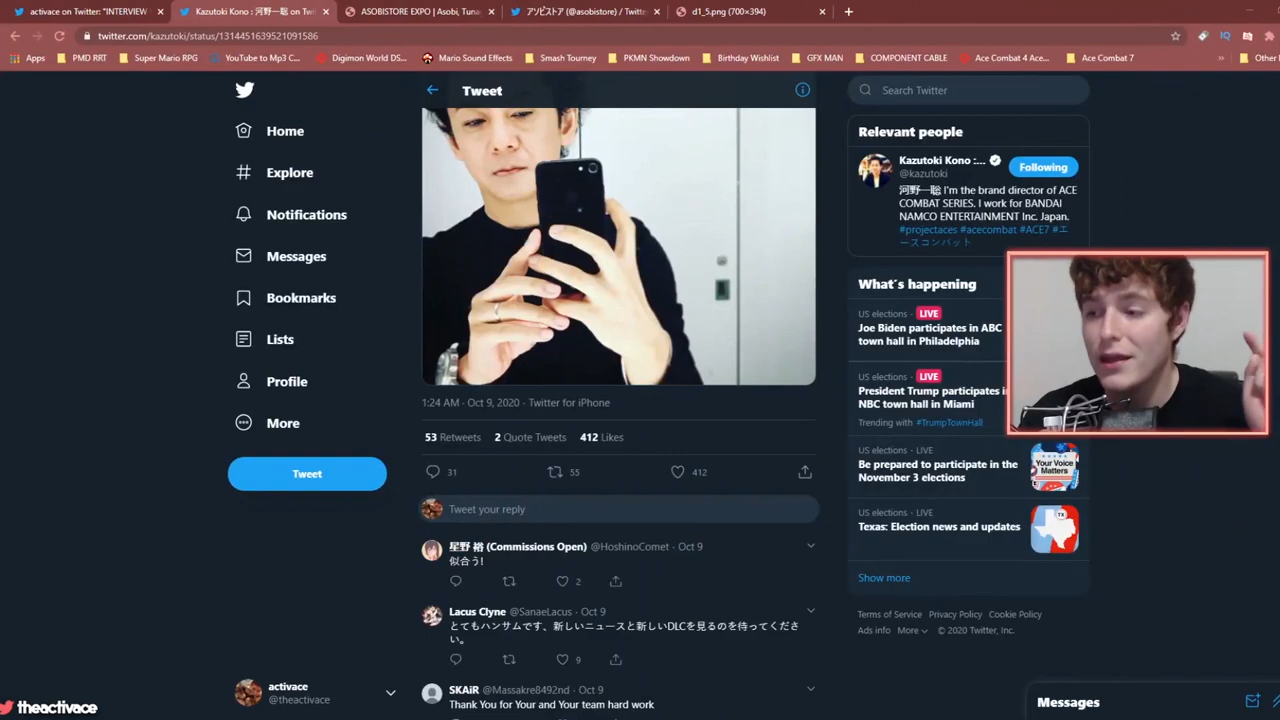 activace on Twitter: "INTERVIEW
Kazutoki Kono : 河野一聡 on Twi
ASOBISTORE EXPO | Asobi, Tuna
アソビストア (@asobistore) / Twitte
d1_5.png (700×394)
twitter.com/kazutoki/status/1314451639521091586
Apps
PMD RRT
Super Mario RPG
YouTube to Mp3 C...
Digimon World DS...
Mario Sound Effects
Smash Tourney
PKMN Showdown
Birthday Wishlist
GFX MAN
COMPONENT CABLE
Ace Combat 4 Ace...
Ace Combat 7
»
Other
Home
Explore
Notifications
Messages
Bookmarks
Lists
Profile
More
Tweet
activace
@theactivace
theactivace
Tweet
1:24 AM · Oct 9, 2020 · Twitter for iPhone
53 Retweets 2 Quote Tweets 412 Likes
31 55 412
Tweet your reply
星野 裕 (Commissions Open) @HoshinoComet · Oct 9
似合う!
2
Lacus Clyne @SanaeLacus · Oct 9
とてもハンサムです、新しいニュースと新しいDLCを見るのを待ってくださ
い。
9
SKAiR @Massakre8492nd · Oct 9
Thank You for Your and Your team hard work
Search Twitter
Relevant people
Kazutoki Kono :...
@kazutoki
Following
河野一聡 I'm the brand director of ACE
COMBAT SERIES. I work for BANDAI
NAMCO ENTERTAINMENT Inc. Japan.
#projectaces #acecombat #ACE7 #エ
ースコンバット
What's happening
US elections · LIVE
Joe Biden participates in ABC
town hall in Philadelphia
US elections · LIVE
President Trump participates i
NBC town hall in Miami
Trending with #TrumpTownHall
US elections · LIVE
Be prepared to participate in the
November 3 elections
Your Voice
Matters
US elections · LIVE
Texas: Election news and updates
TX
Show more
Terms of Service Privacy Policy Cookie Policy
Ads info More © 2020 Twitter, Inc.
Messages